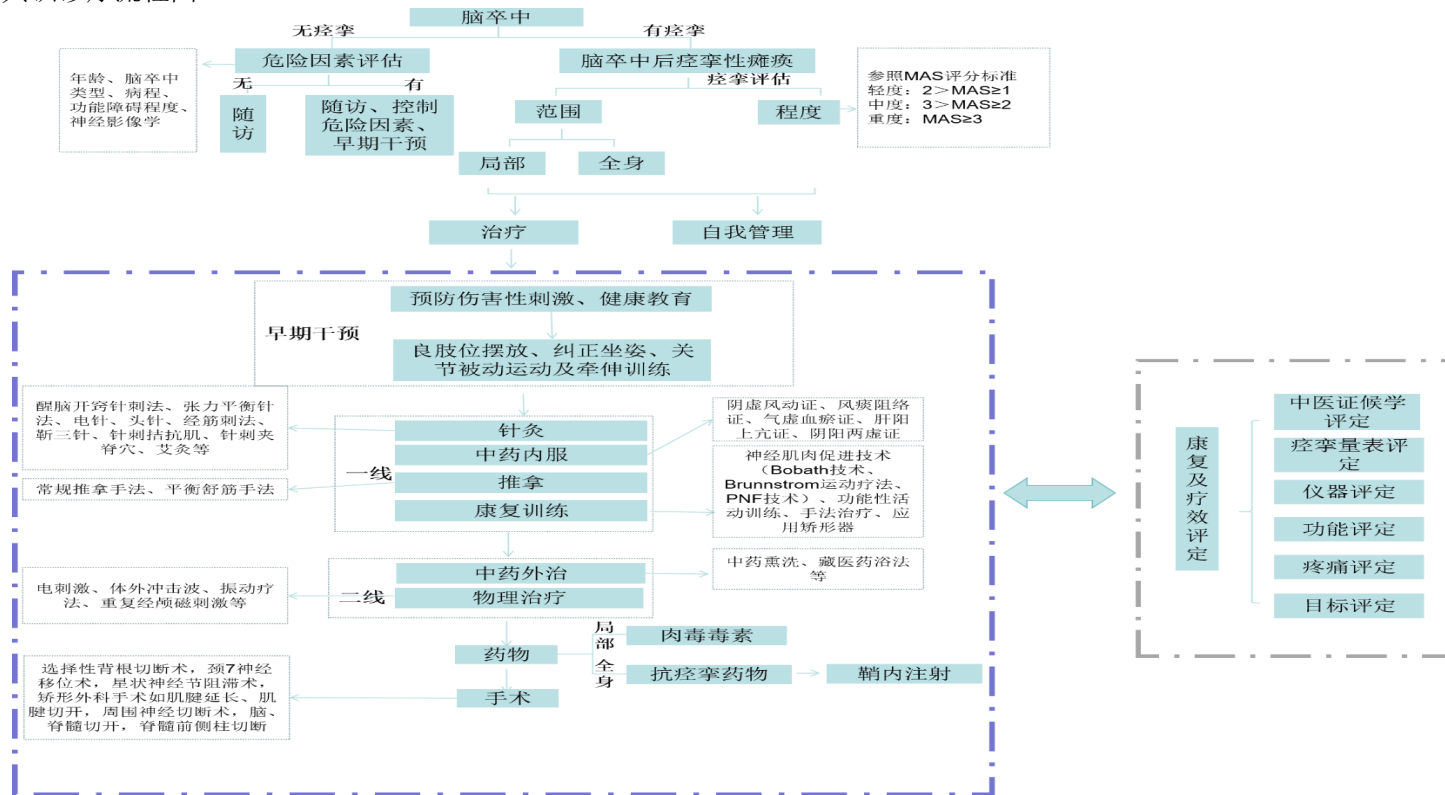 脑卒中
无痉挛
有痉挛
危险因素评估
脑卒中后痉挛性瘫痪
年龄、脑卒中
类型、病程、
功能障碍程度、
神经影像学
无
有
随
访
随访、控制
危险因素、
早期干预
痉挛评估
范围
程度
参照MAS评分标准
轻度：2＞MAS≥1
中度：3＞MAS≥2
重度：MAS≥3
局部
全身
治疗
自我管理
早期干预
预防伤害性刺激、健康教育
良肢位摆放、纠正坐姿、关
节被动运动及牵伸训练
醒脑开窍针刺法、张力平衡针
法、电针、头针、经筋刺法、
靳三针、针刺拮抗肌、针刺夹
脊穴、艾灸等
常规推拿手法、平衡舒筋手法
一线
针灸
中药内服
推拿
康复训练
阴虚风动证、风痰阻络
证、气虚血瘀证、肝阳
上亢证、阴阳两虚证
神经肌肉促进技术
（Bobath技术、
Brunnstrom运动疗法、
PNF技术）、功能性活
动训练、手法治疗、应
用矫形器
二线
中药外治
物理治疗
中药熏洗、藏医药浴法
等
电刺激、体外冲击波、振动疗
法、重复经颅磁刺激等
药物
局
部
肉毒毒素
全
身
抗痉挛药物
鞘内注射
手术
选择性背根切断术，颈7神经
移位术，星状神经节阻滞术，
矫形外科手术如肌腱延长、肌
腱切开，周围神经切断术，脑、
脊髓切开，脊髓前侧柱切断
康
复
及
疗
效
评
定
中医证候学
评定
痉挛量表评
定
仪器评定
功能评定
疼痛评定
目标评定